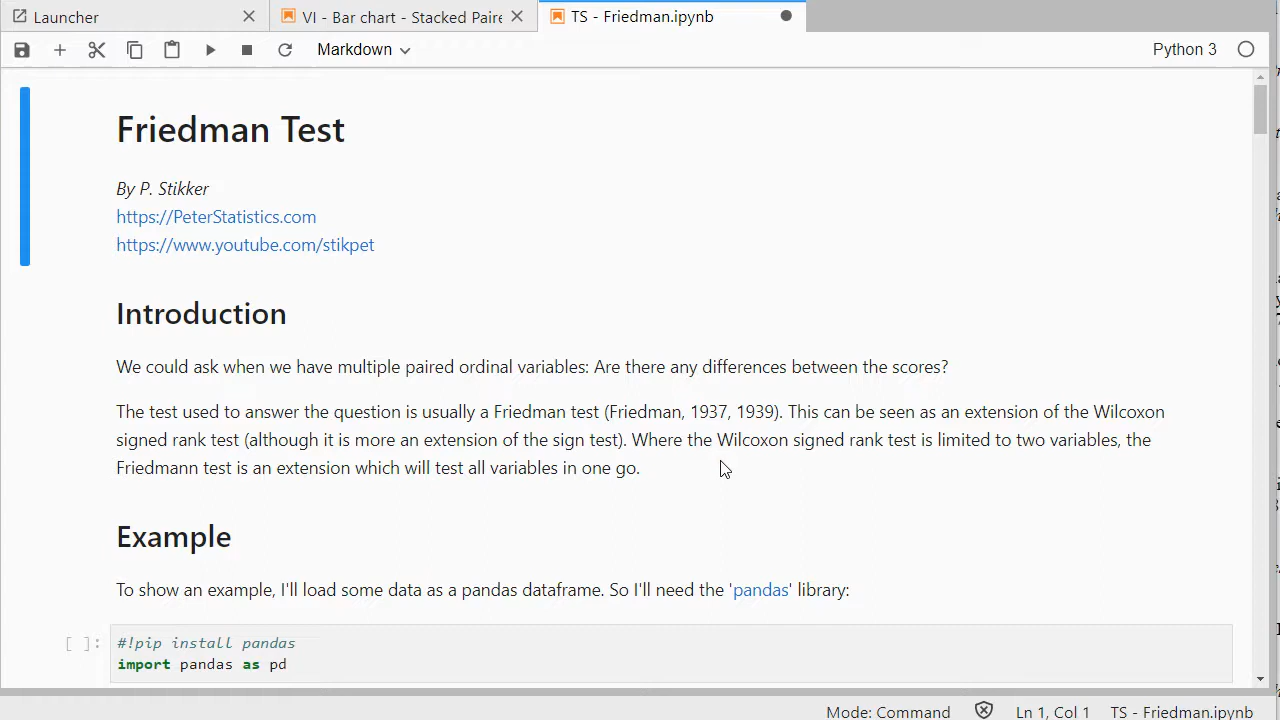 Launcher
VI - Bar chart - Stacked Paire
TS - Friedman.ipynb
Markdown
Python 3
Friedman Test
By P. Stikker
https://PeterStatistics.com
https://www.youtube.com/stikpet
Introduction
We could ask when we have multiple paired ordinal variables: Are there any differences between the scores?
The test used to answer the question is usually a Friedman test (Friedman, 1937, 1939). This can be seen as an extension of the Wilcoxon
signed rank test (although it is more an extension of the sign test). Where the Wilcoxon signed rank test is limited to two variables, the
Friedmann test is an extension which will test all variables in one go.
Example
To show an example, I'll load some data as a pandas dataframe. So I'll need the 'pandas' library:
[ ]: #!pip install pandas
import pandas as pd
Mode: Command
Ln 1, Col 1
TS - Friedman.ipynb